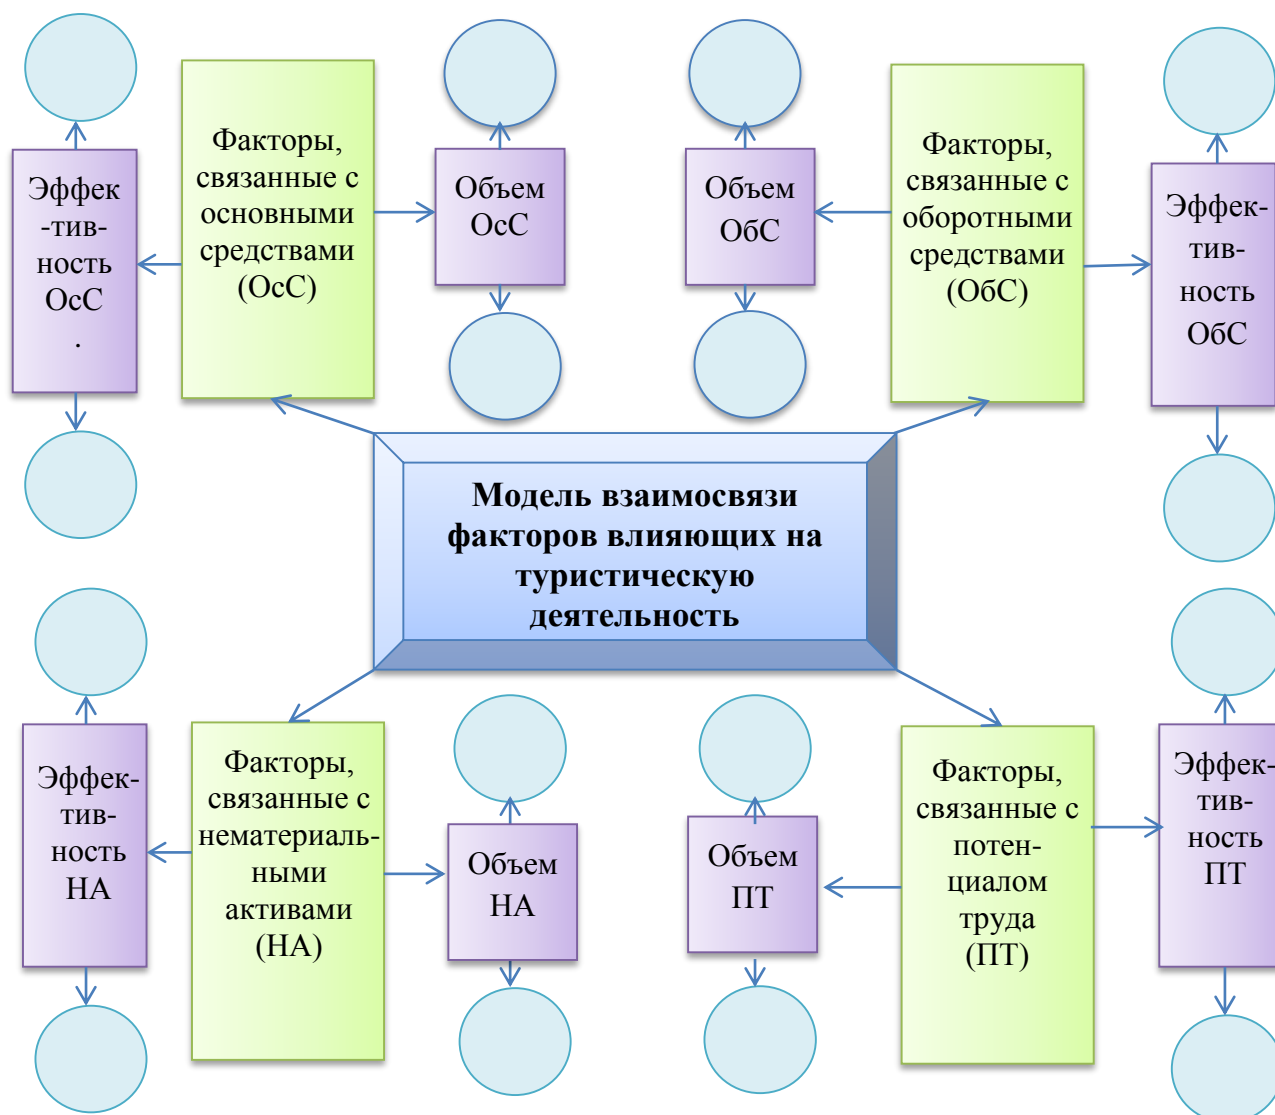 Эффек
-тив-
ность
ОсС
.
Факторы,
связанные с
основными
средствами
(ОсС)
Объем
ОсС
Объем
ОбС
Факторы,
связанные с
оборотными
средствами
(ОбС)
Эффек-
тив-
ность
ОбС
Модель взаимосвязи
факторов влияющих на
туристическую
деятельность
Эффек-
тив-
ность
НА
Факторы,
связанные с
нематериаль-
ными
активами
(НА)
Объем
НА
Объем
ПТ
Факторы,
связанные с
потен-
циалом
труда
(ПТ)
Эффек-
тив-
ность
ПТ